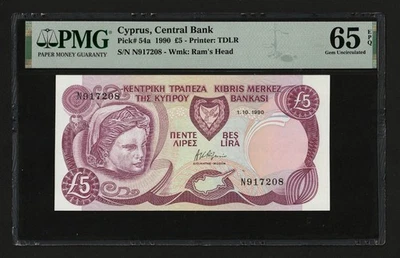 PMG
PAPER MONEY GUARANTY
Cyprus, Central Bank
Pick# 54a 1990 £5 - Printer: TDLR
S/N N917208 - Wmk: Ram's Head
65 EPQ
Gem Uncirculated
N917208
ΚΕΝΤΡΙΚΗ ΤΡΑΠΕΖΑ KIBRIS MERKEZ
ΤΗΣ ΚΥΠΡΟΥ BANKASI
£5
1.10.1990
ΠΕΝΤΕ BEŞ
ΛΙΡΕΣ LİRA
£5
N917208